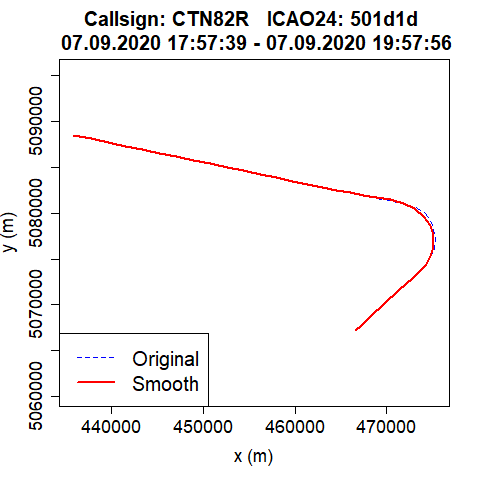 Callsign: CTN82R   ICAO24: 501d1d
07.09.2020 17:57:39 - 07.09.2020 19:57:56
5090000
5080000
5070000
5060000
y (m)
Original
Smooth
440000 450000 460000 470000
x (m)